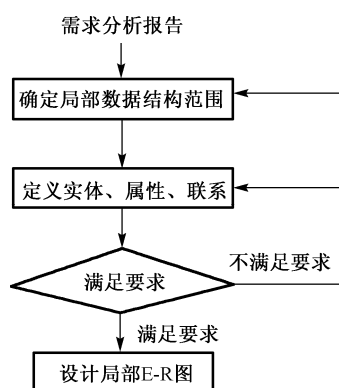 需求分析报告
确定局部数据结构范围
定义实体、属性、联系
不满足要求
满足要求
满足要求
设计局部E-R图